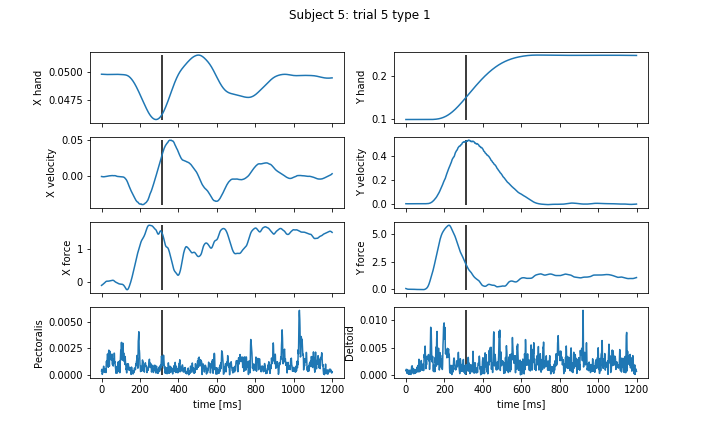 Subject 5: trial 5 type 1
X hand
0.0500
0.0475
Y hand
0.2
0.1
X velocity
0.05
0.00
Y velocity
0.4
0.2
0.0
X force
1
0
Y force
5.0
2.5
0.0
Pectoralis
0.0050
0.0025
0.0000
0 200 400 600 800 1000 1200
time [ms]
Deltoid
0.010
0.005
0.000
0 200 400 600 800 1000 1200
time [ms]